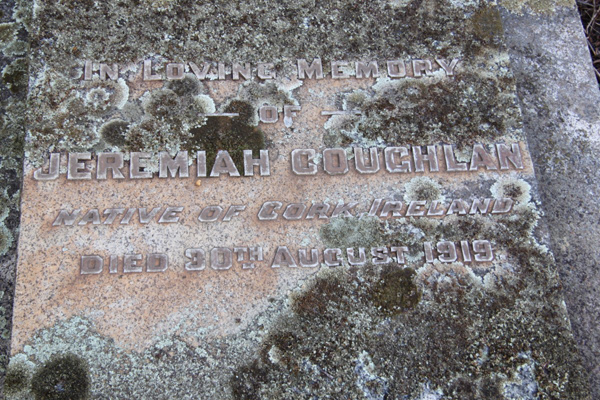 IN LOVING MEMORY
OF
JEREMIAH COUGHLAN
NATIVE OF CORK. IRELAND
DIED 30TH AUGUST 1919